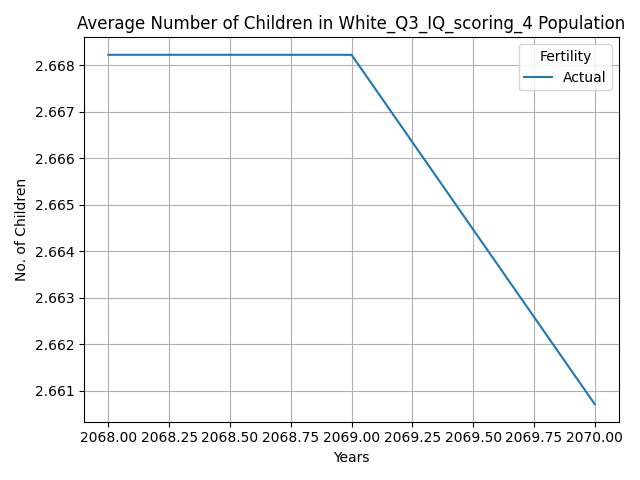 Average Number of Children in White_Q3_IQ_scoring_4 Population
Fertility
Actual
2.668
2.667
2.666
2.665
2.664
2.663
2.662
2.661
No. of Children
2068.00 2068.25 2068.50 2068.75 2069.00 2069.25 2069.50 2069.75 2070.00
Years